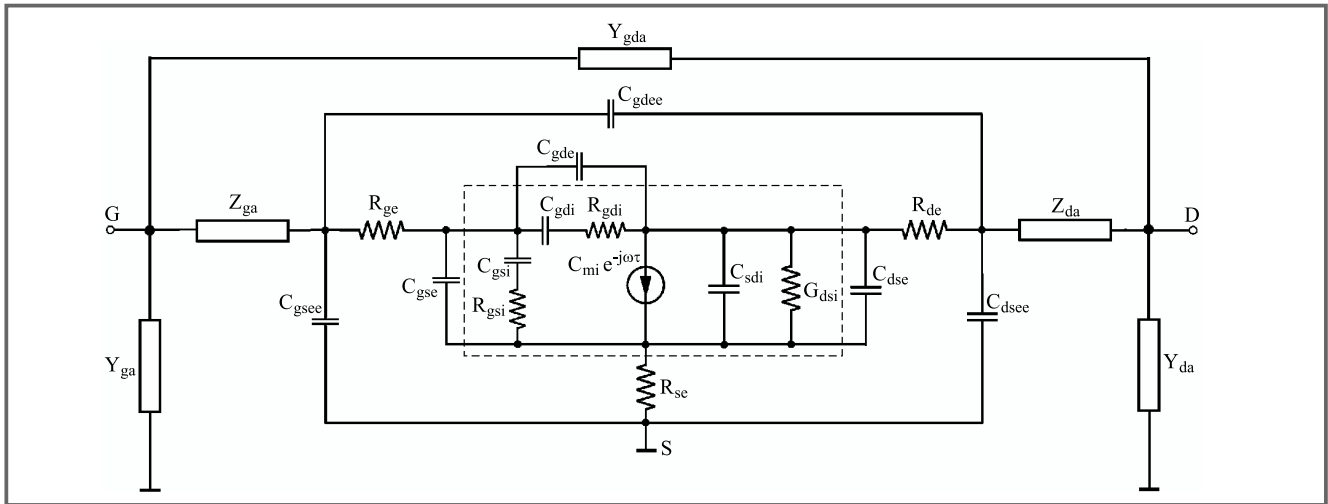 Y_gda
C_gdee
C_gde
Z_ga
R_ge
C_gdi
R_gdi
R_de
Z_da
G
D
C_gsi
C_mi e^-jωτ
C_sdi
G_dsi
C_dse
C_gse
R_gsi
C_gsee
C_dsee
Y_ga
R_se
Y_da
S